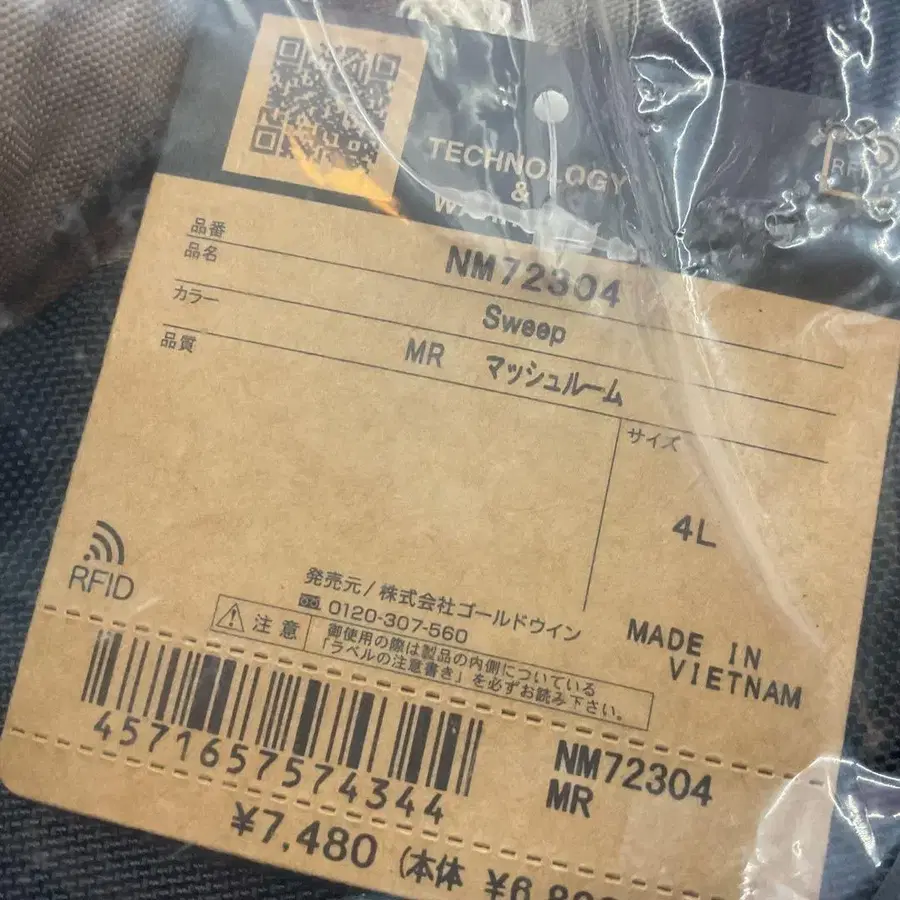 TECHNOLOGY
&
RFID
品番 NM72304
品名 Sweep
カラー MR マッシュルーム
品質
サイズ
4L
RFID
発売元/株式会社ゴールドウイン
0120-307-560
MADE IN
VIETNAM
注意
御使用の際は製品の内側についている
「ラベルの注意書き」を必ずお読み下さい。
4571657574344
NM72304
MR
¥7,480 (本体